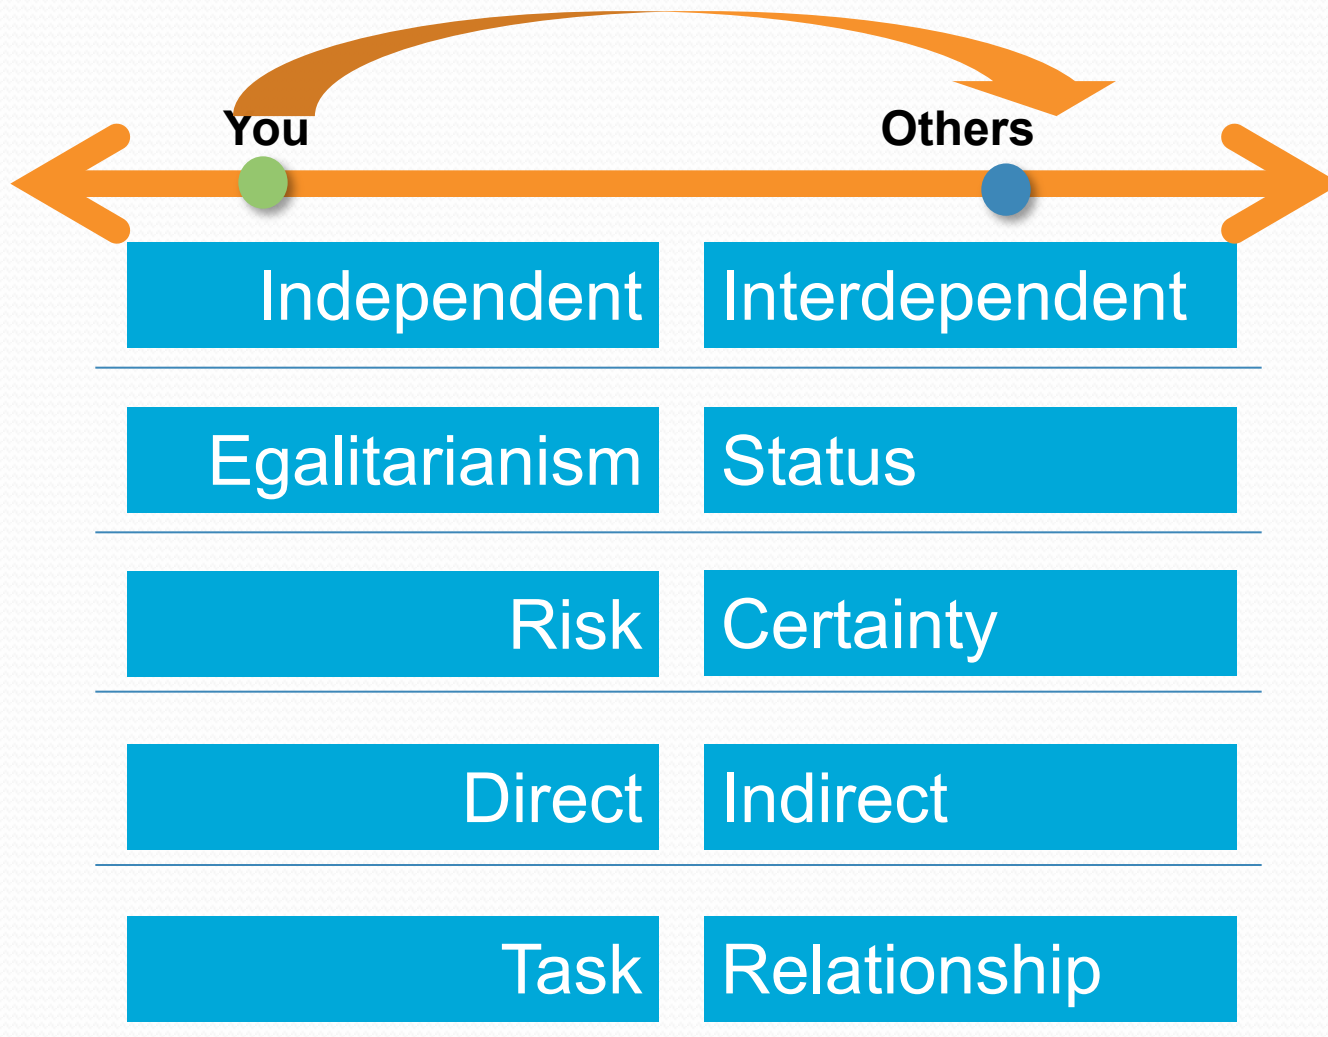 You Others
Independent Interdependent
Egalitarianism Status
Risk Certainty
Direct Indirect
Task Relationship